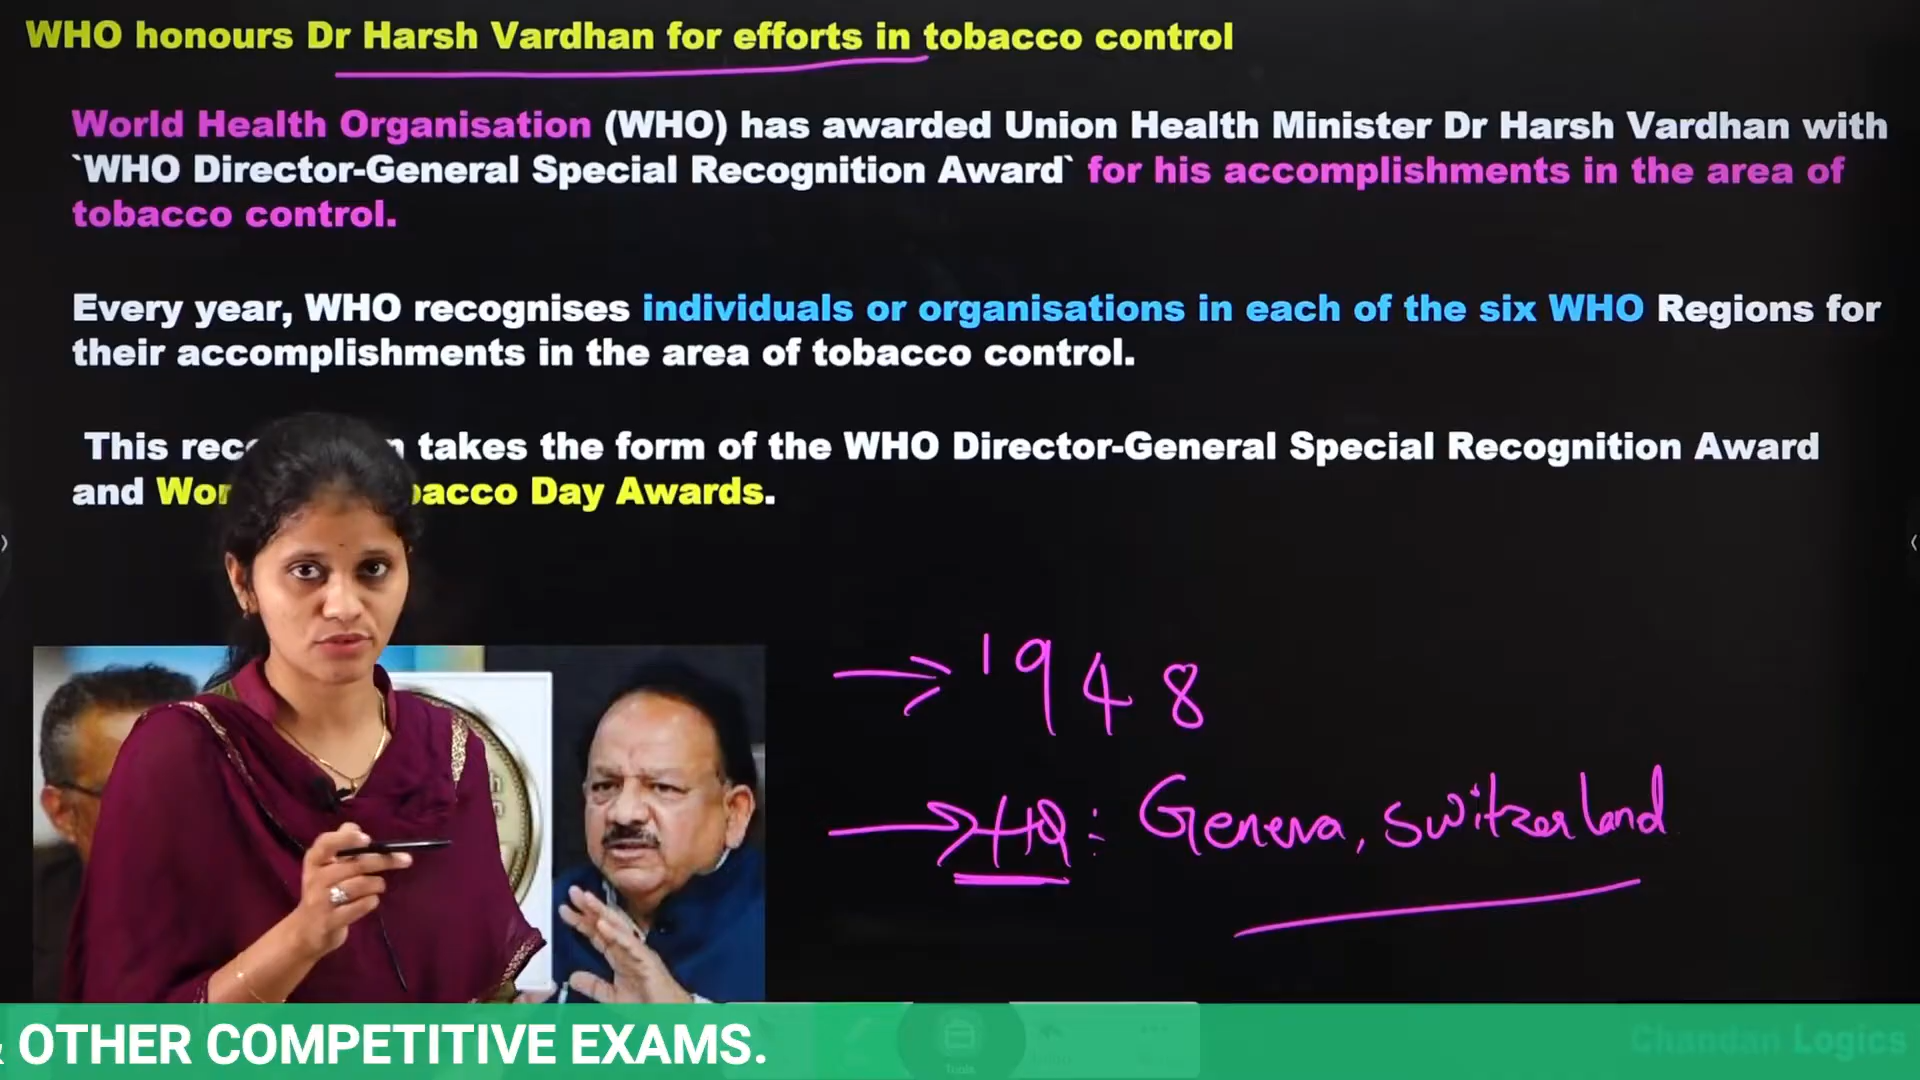 WHO honours Dr Harsh Vardhan for efforts in tobacco control
World Health Organisation (WHO) has awarded Union Health Minister Dr Harsh Vardhan with
`WHO Director-General Special Recognition Award` for his accomplishments in the area of
tobacco control.
Every year, WHO recognises individuals or organisations in each of the six WHO Regions for
their accomplishments in the area of tobacco control.
This takes the form of the WHO Director-General Special Recognition Award
and Day Awards.
1948
HQ: Geneva, Switzerland
OTHER COMPETITIVE EXAMS.
Tools
Chandan Logics